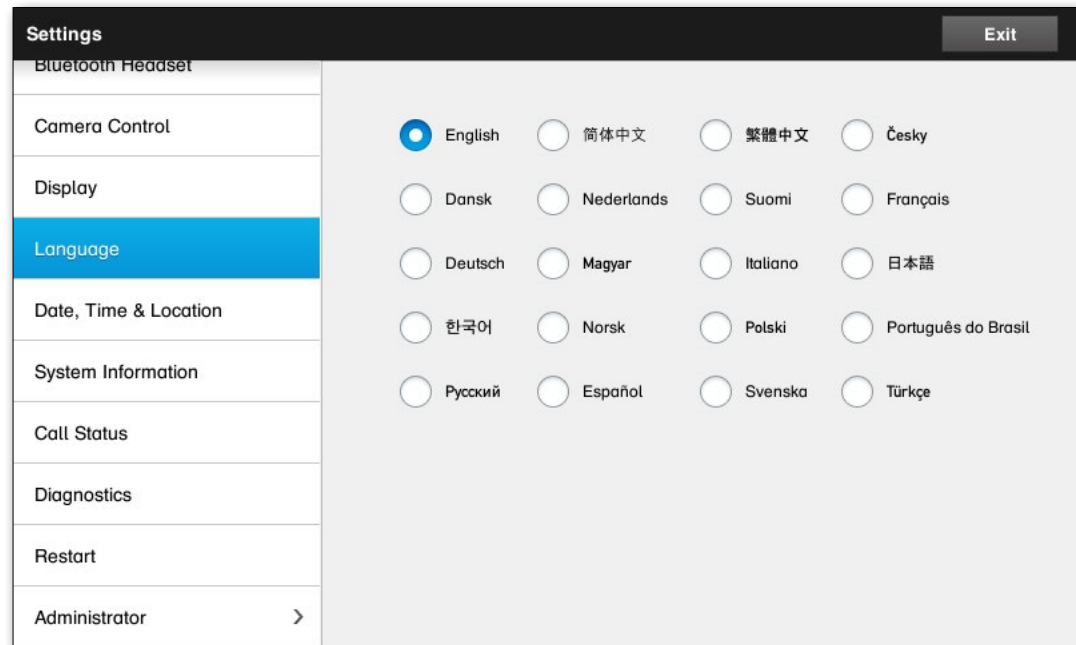 Settings
Exit
Bluetooth Headset
Camera Control
Display
Language
Date, Time & Location
System Information
Call Status
Diagnostics
Restart
Administrator
English 简体中文 繁體中文 Česky
Dansk Nederlands Suomi Français
Deutsch Magyar Italiano 日本語
한국어 Norsk Polski Português do Brasil
Русский Español Svenska Türkçe